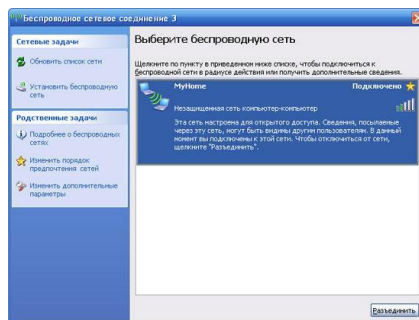 Беспроводное сетевое соединение 3
Сетевые задачи
Обновить список сети
Установить беспроводную
сеть
Родственные задачи
Подробнее о беспроводных
сетях
Изменить порядок
предпочтения сетей
Изменить дополнительные
параметры
Выберите беспроводную сеть
Щелкните по пункту в приведенном ниже списке, чтобы подключиться к
беспроводной сети в радиусе действия или получить дополнительные сведения.
MyHome
Подключено
Незащищенная сеть компьютер-компьютер
Эта сеть настроена для открытого доступа. Сведения, посылаемые
через эту сеть, могут быть видимы другим пользователям. В данный
момент вы подключены к этой сети. Чтобы отключиться от сети,
щелкните "Разъединить".
Разъединить